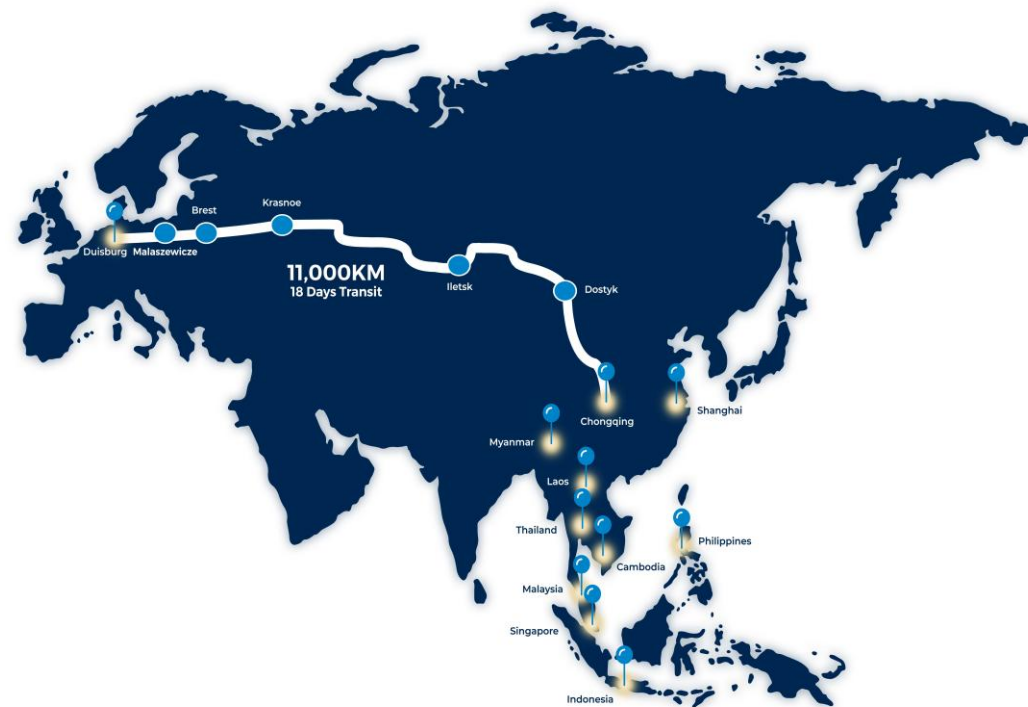 Krasnoe
Brest
Duisburg
Malaszewicze
11,000KM
18 Days Transit
Iletsk
Dostyk
Chongqing
Shanghai
Myanmar
Laos
Thailand
Philippines
Cambodia
Malaysia
Singapore
Indonesia